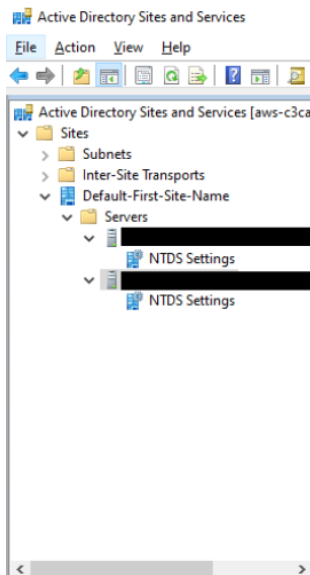 Active Directory Sites and Services
File Action View Help
Active Directory Sites and Services [aws-c3ca
Sites
Subnets
Inter-Site Transports
Default-First-Site-Name
Servers
NTDS Settings
NTDS Settings